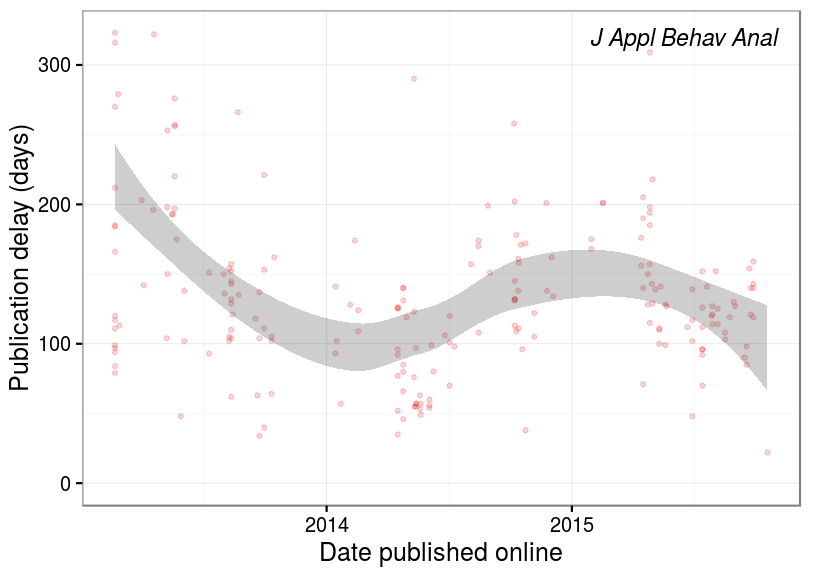 J Appl Behav Anal
Publication delay (days)
300
200
100
0
2014
2015
Date published online